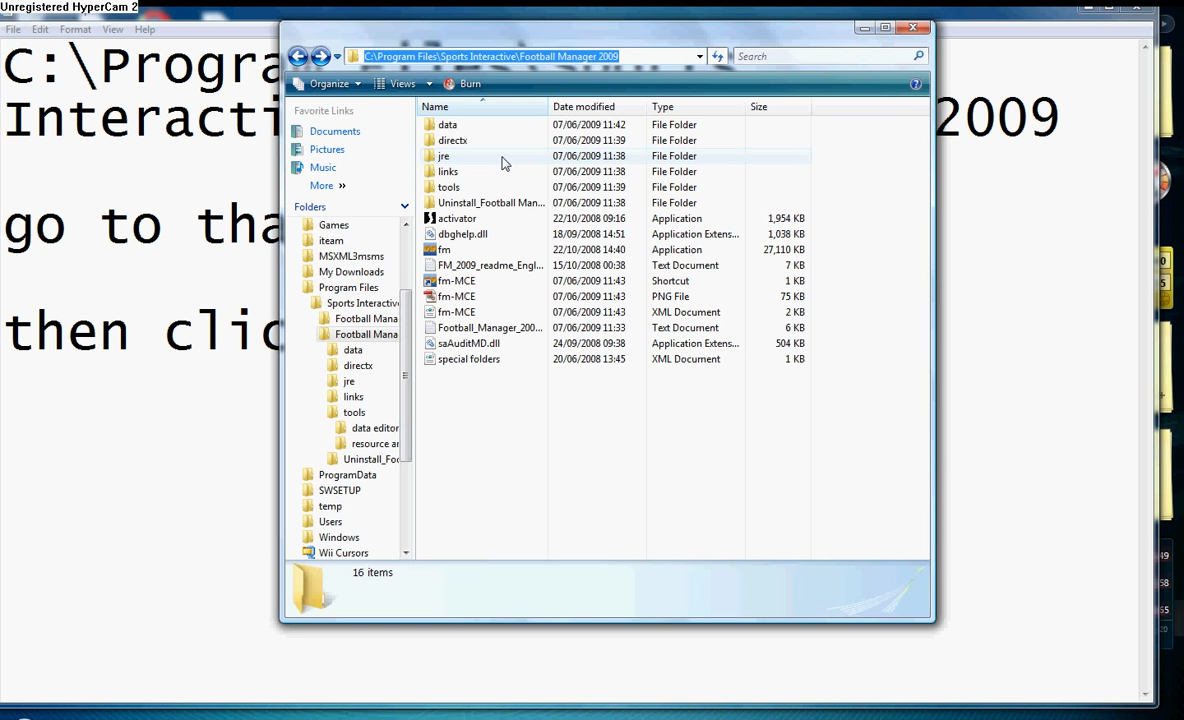 Unregistered HyperCam 2
File Edit Format View Help
C:\Progra
Interacti 2009
go to tha
then clic
C:\Program Files\Sports Interactive\Football Manager 2009
Search
Organize Views Burn
Favorite Links
Documents
Pictures
Music
More »
Folders
Games
iteam
MSXML3msms
My Downloads
Program Files
Sports Interactive
Football Mana
Football Mana
data
directx
jre
links
tools
data editor
resource ar
Uninstall_Foo
ProgramData
SWSETUP
temp
Users
Windows
Wii Cursors
Name Date modified Type Size
data 07/06/2009 11:42 File Folder
directx 07/06/2009 11:39 File Folder
jre 07/06/2009 11:38 File Folder
links 07/06/2009 11:38 File Folder
tools 07/06/2009 11:39 File Folder
Uninstall_Football Man... 07/06/2009 11:38 File Folder
activator 22/10/2008 09:16 Application 1,954 KB
dbghelp.dll 18/09/2008 14:51 Application Extens... 1,038 KB
fm 22/10/2008 14:40 Application 27,110 KB
FM_2009_readme_Engl... 15/10/2008 00:38 Text Document 7 KB
fm-MCE 07/06/2009 11:43 Shortcut 1 KB
fm-MCE 07/06/2009 11:43 PNG File 75 KB
fm-MCE 07/06/2009 11:43 XML Document 2 KB
Football_Manager_200... 07/06/2009 11:33 Text Document 6 KB
saAuditMD.dll 24/09/2008 09:38 Application Extens... 504 KB
special folders 20/06/2008 13:45 XML Document 1 KB
16 items
0
5
49
58
55
20